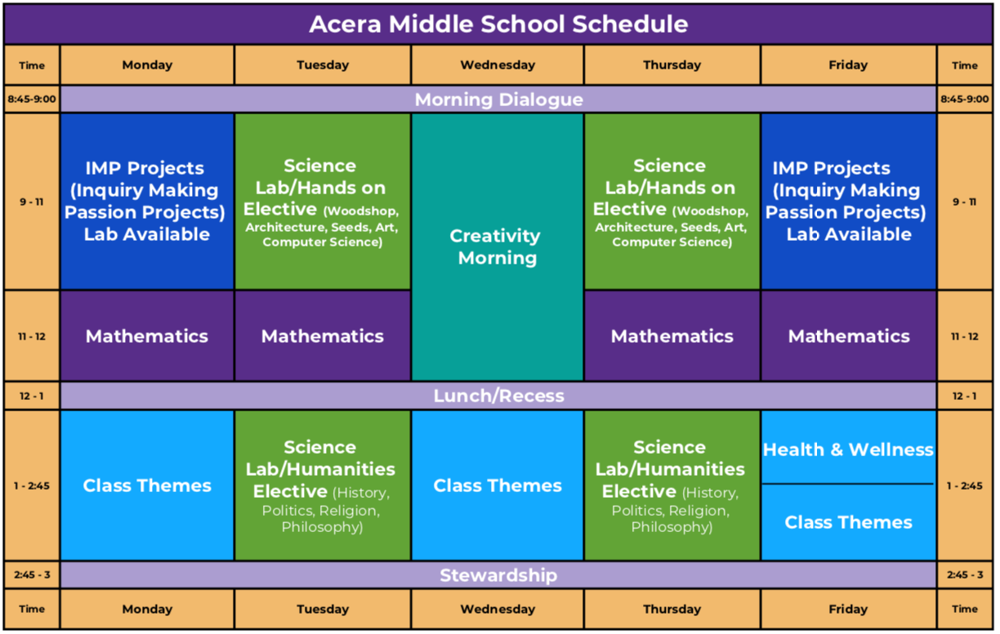 Acera Middle School Schedule
Time Monday Tuesday Wednesday Thursday Friday Time
8:45-9:00 Morning Dialogue 8:45-9:00
9 - 11
IMP Projects
(Inquiry Making
Passion Projects)
Lab Available
Science
Lab/Hands on
Elective (Woodshop,
Architecture, Seeds, Art,
Computer Science)
Creativity
Morning
Science
Lab/Hands on
Elective (Woodshop,
Architecture, Seeds, Art,
Computer Science)
IMP Projects
(Inquiry Making
Passion Projects)
Lab Available
9 - 11
11 - 12 Mathematics Mathematics Mathematics Mathematics 11 - 12
12 - 1 Lunch/Recess 12 - 1
1 - 2:45
Class Themes
Science
Lab/Humanities
Elective (History,
Politics, Religion,
Philosophy)
Class Themes
Science
Lab/Humanities
Elective (History,
Politics, Religion,
Philosophy)
Health & Wellness
Class Themes
1 - 2:45
2:45 - 3 Stewardship 2:45 - 3
Time Monday Tuesday Wednesday Thursday Friday Time